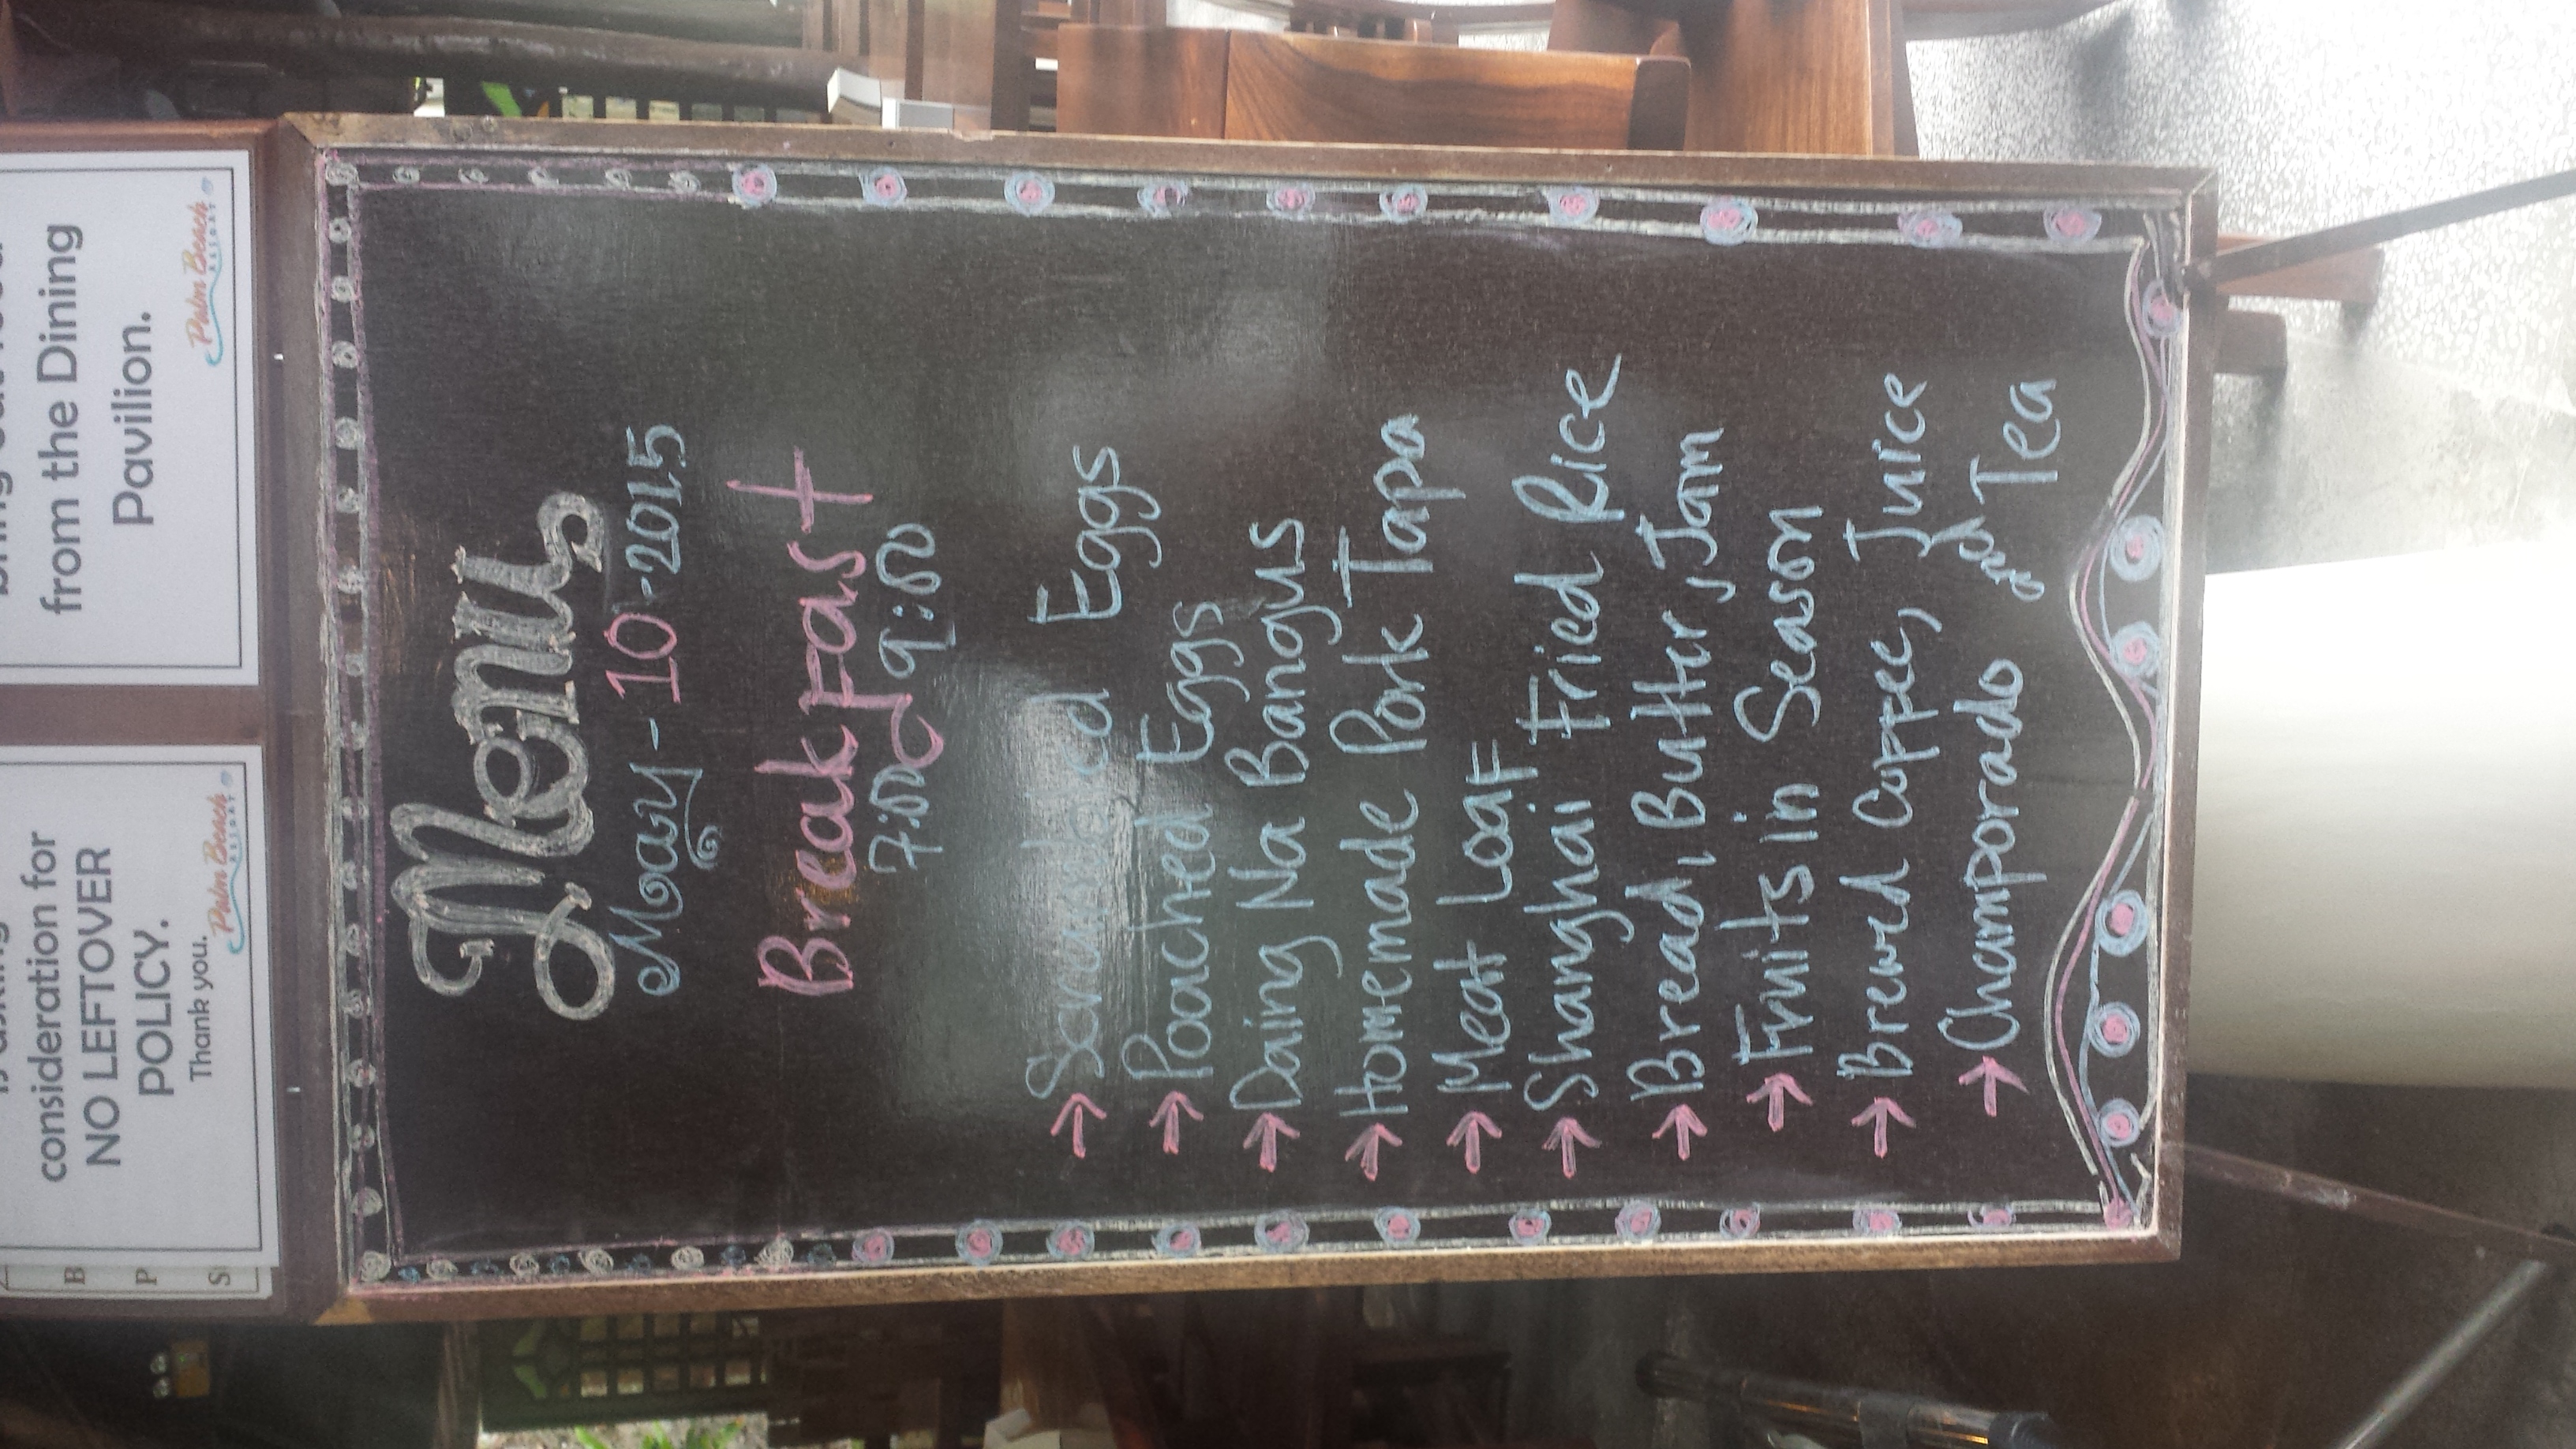 consideration for
NO LEFTOVER
POLICY.
Thank you.
Palm Beach
RESORT
from the Dining
Pavilion.
Palm Beach
RESORT
Menu
May-10-2015
Breakfast
7:00 9:00
→ Scrambled Eggs
→ Poached Eggs
→ Daing Na Bangus
→ Homemade Pork Tapa
→ Meat Loaf
→ Shanghai Fried Rice
→ Bread, Butter, Jam
→ Fruits in Season
→ Brewed Coffee, Juice
→ Champorado and Tea